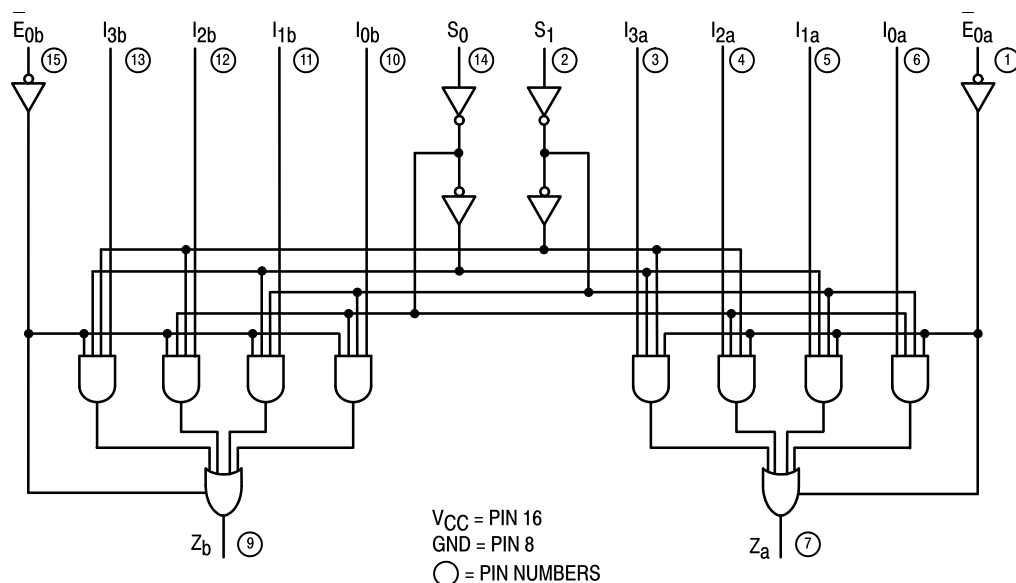 E0b I3b I2b I1b I0b S0 S1 I3a I2a I1a I0a E0a
15 13 12 11 10 14 2 3 4 5 6 1
VCC = PIN 16
Zb 9 GND = PIN 8 Za 7
= PIN NUMBERS